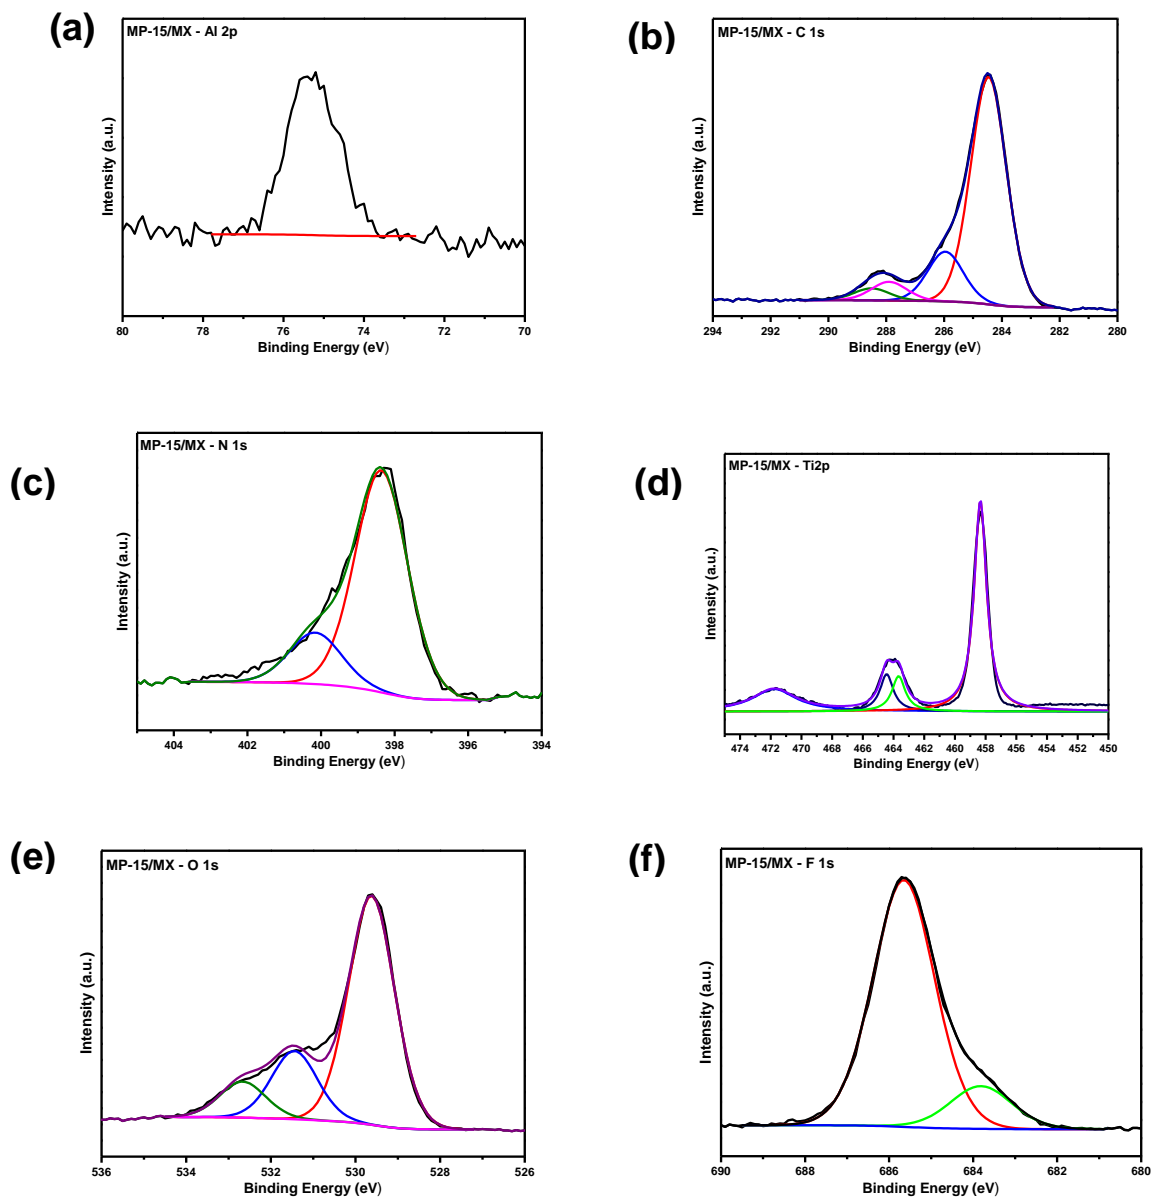 (a)
MP-15/MX - Al 2p
Intensity (a.u.)
80 78 76 74 72 70
Binding Energy (eV)
(b)
MP-15/MX - C 1s
Intensity (a.u.)
294 292 290 288 286 284 282 280
Binding Energy (eV)
(c)
MP-15/MX - N 1s
Intensity (a.u.)
404 402 400 398 396 394
Binding Energy (eV)
(d)
MP-15/MX - Ti2p
Intensity (a.u.)
474 472 470 468 466 464 462 460 458 456 454 452 450
Binding Energy (eV)
(e)
MP-15/MX - O 1s
Intensity (a.u.)
536 534 532 530 528 526
Binding Energy (eV)
(f)
MP-15/MX - F 1s
Intensity (a.u.)
690 688 686 684 682 680
Binding Energy (eV)